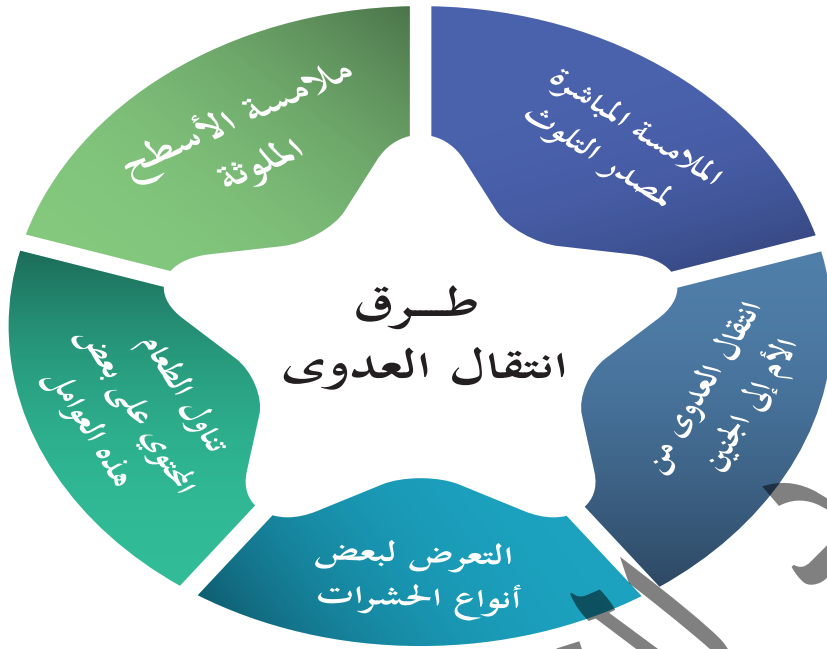 طرق
انتقال العدوى
الملامسة المباشرة
لمصدر التلوث
انتقال العدوى من
الأم إلى الجنين
التعرض لبعض
أنواع الحشرات
تناول الطعام
المحتوي على بعض
هذه العوامل
ملامسة الأسطح
الملوثة